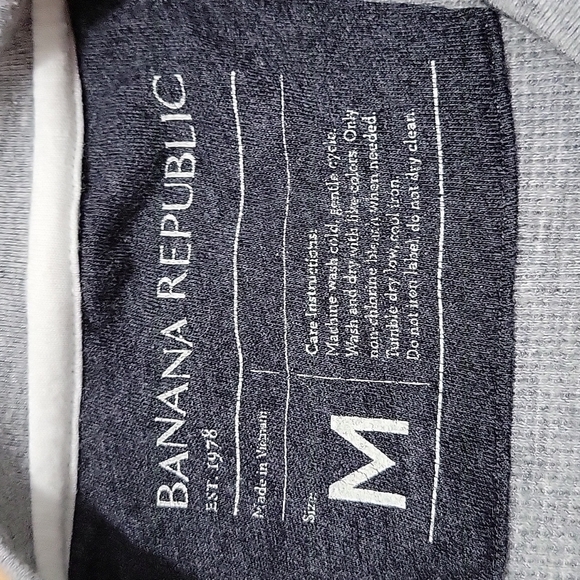 BANANA REPUBLIC
EST. 1978
Made in Vietnam
Size:
M
Care Instructions:
Machine wash cold, gentle cycle.
Wash and dry with like colors. Only
non-chlorine bleach when needed.
Tumble dry low, cool iron.
Do not iron label, do not dry clean.